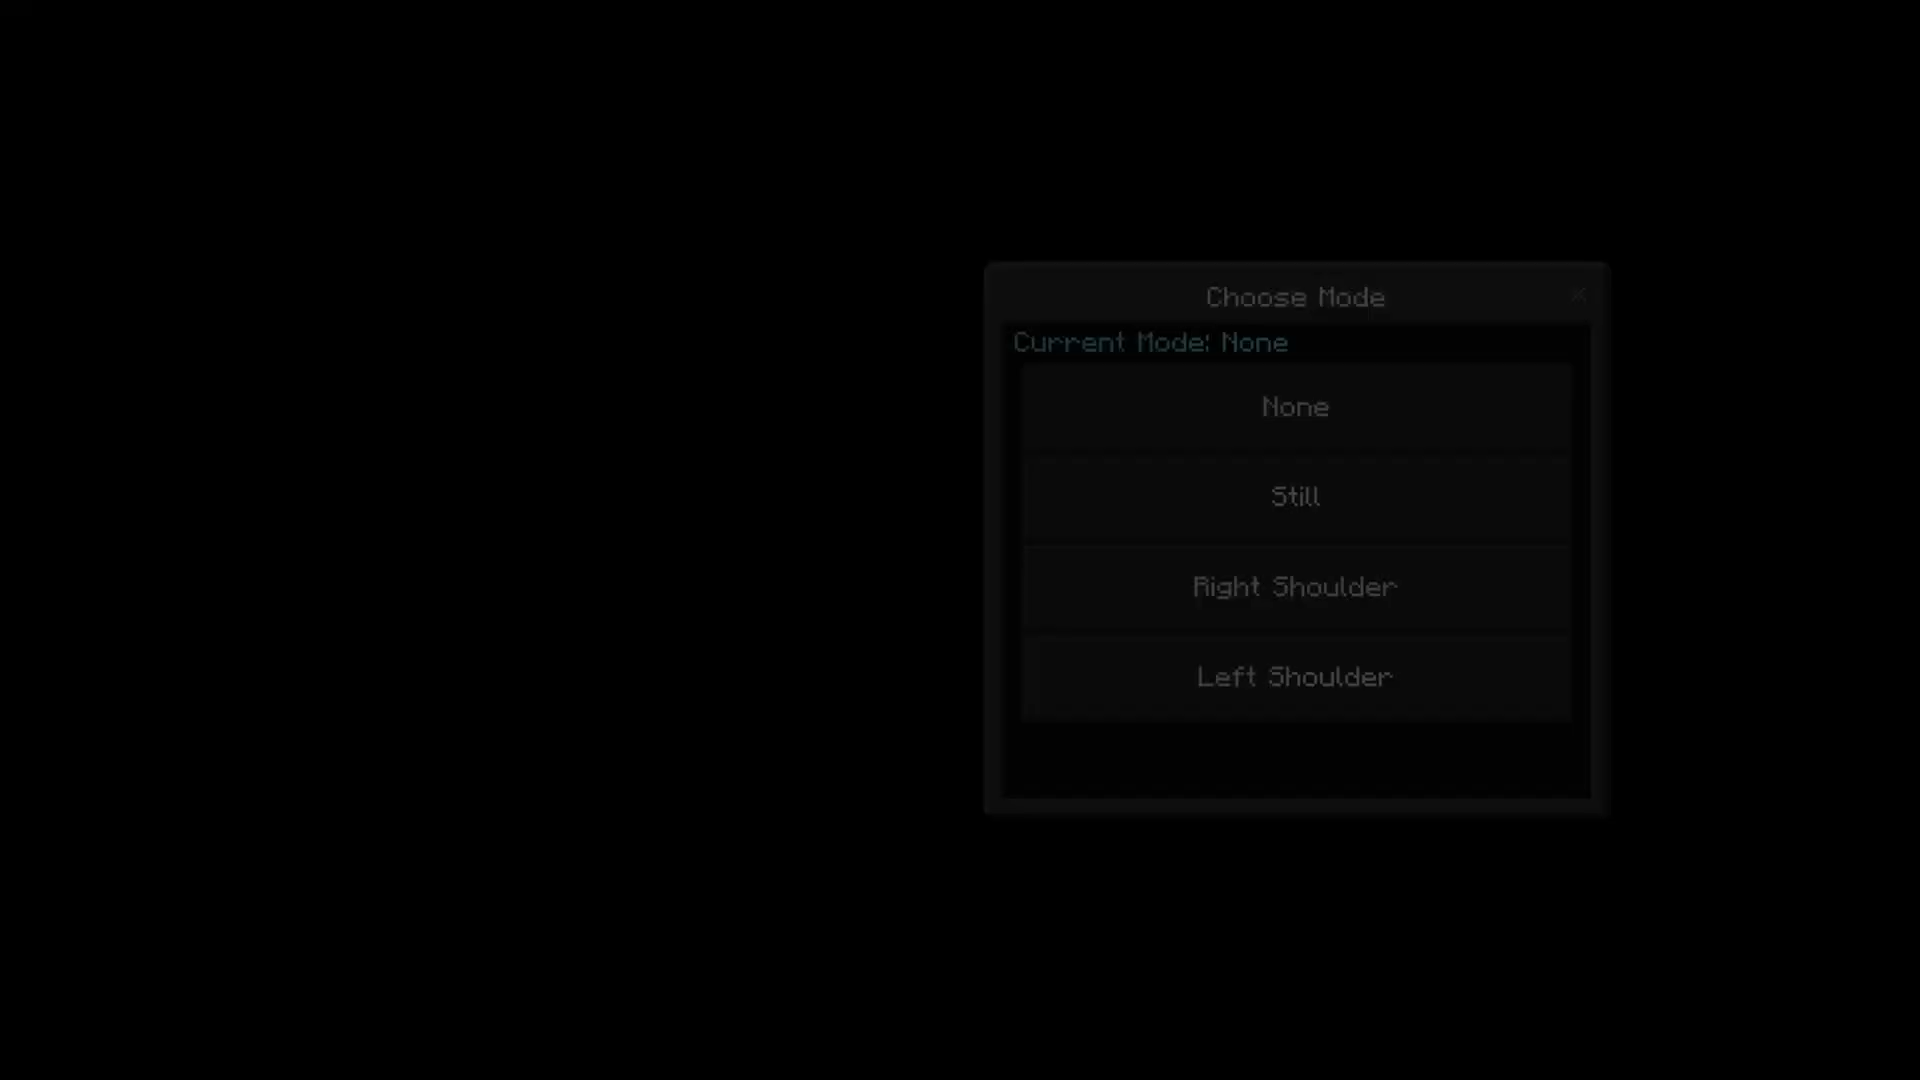 Choose Mode
Current Mode: None
None
Still
Right Shoulder
Left Shoulder